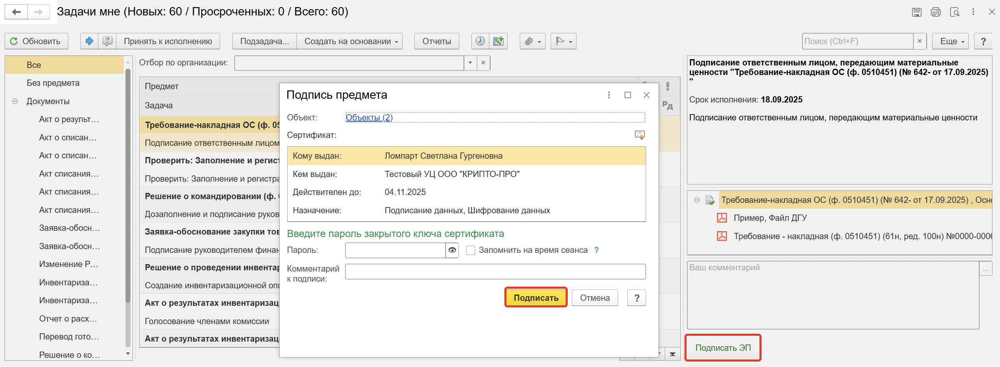 Задачи мне (Новых: 60 / Просроченных: 0 / Всего: 60)
Обновить
Принять к исполнению
Подзадача...
Создать на основании
Отчеты
Поиск (Ctrl+F)
×
Еще
?
Все
Без предмета
Документы
Акт о результ...
Акт о списан...
Акт о списан...
Акт списания...
Акт списания...
Акт списания...
Заявка-обосн...
Заявка-обосн...
Изменение Р...
Инвентариза...
Инвентариза...
Отчет о расх...
Перевод гото...
Решение о ко...
Отбор по организации:
×
Предмет
Задача
Рд
Требование-накладная ОС (ф. 05
Подписание ответственным лицом
Проверить: Заполнение и регист
Проверить: Заполнение и регистра
Решение о командировании (ф.
Дозаполнение и подписание руков
Заявка-обоснование закупки тов
Подписание руководителем финан
Решение о проведении инвентар
Создание инвентаризационной опи
Акт о результатах инвентаризац
Голосование членами комиссии
Акт о результатах инвентаризац
Подпись предмета
Объект:
Объекты (2)
Сертификат:
Кому выдан:
Ломпарт Светлана Гургеновна
Кем выдан:
Тестовый УЦ ООО "КРИПТО-ПРО"
Действителен до:
04.11.2025
Назначение:
Подписание данных, Шифрование данных
Введите пароль закрытого ключа сертификата
Пароль:
Запомнить на время сеанса
?
Комментарий
к подписи:
Подписать
Отмена
?
Подписание ответственным лицом, передающим материальные
ценности "Требование-накладная ОС (ф. 0510451) (№ 642- от 17.09.2025)
"
Срок исполнения: 18.09.2025
Подписание ответственным лицом, передающим материальные ценности
Требование-накладная ОС (ф. 0510451) (№ 642- от 17.09.2025) , Осно
Пример, Файл ДГУ
Требование - накладная (ф. 0510451) (61н, ред. 100н) №0000-0006
Ваш комментарий
...
Подписать ЭП